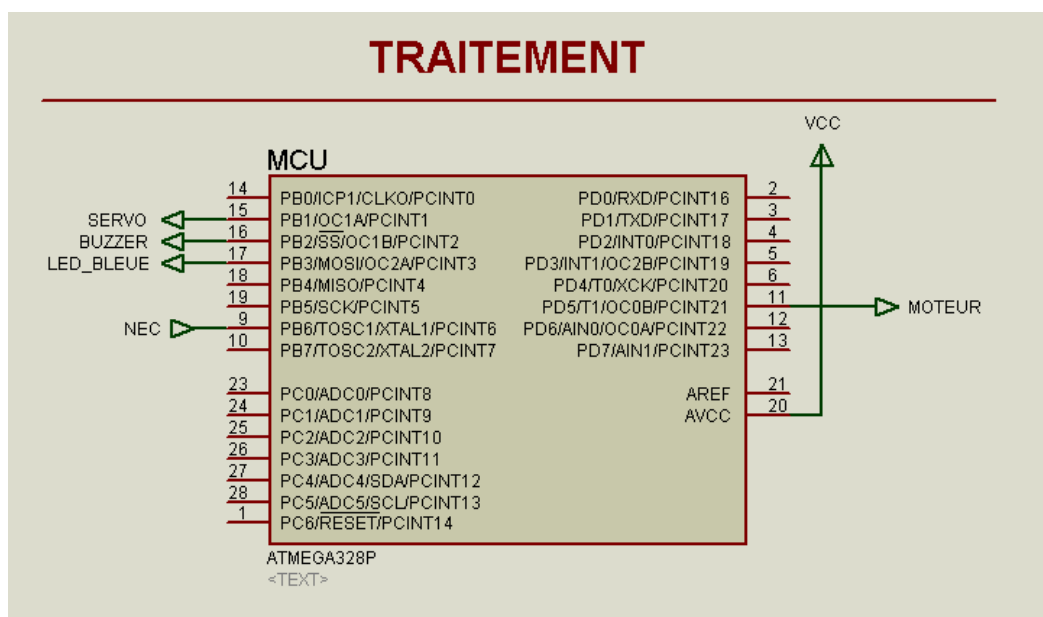 TRAITEMENT
VCC
MCU
14 PB0/ICP1/CLKO/PCINT0 PD0/RXD/PCINT16 2
SERVO 15 PB1/OC1A/PCINT1 PD1/TXD/PCINT17 3
BUZZER 16 PB2/SS/OC1B/PCINT2 PD2/INT0/PCINT18 4
LED_BLEUE 17 PB3/MOSI/OC2A/PCINT3 PD3/INT1/OC2B/PCINT19 5
18 PB4/MISO/PCINT4 PD4/T0/XCK/PCINT20 6
19 PB5/SCK/PCINT5 PD5/T1/OC0B/PCINT21 11 MOTEUR
NEC 9 PB6/TOSC1/XTAL1/PCINT6 PD6/AIN0/OC0A/PCINT22 12
10 PB7/TOSC2/XTAL2/PCINT7 PD7/AIN1/PCINT23 13
23 PC0/ADC0/PCINT8 AREF 21
24 PC1/ADC1/PCINT9 AVCC 20
25 PC2/ADC2/PCINT10
26 PC3/ADC3/PCINT11
27 PC4/ADC4/SDA/PCINT12
28 PC5/ADC5/SCL/PCINT13
1 PC6/RESET/PCINT14
ATMEGA328P
<TEXT>